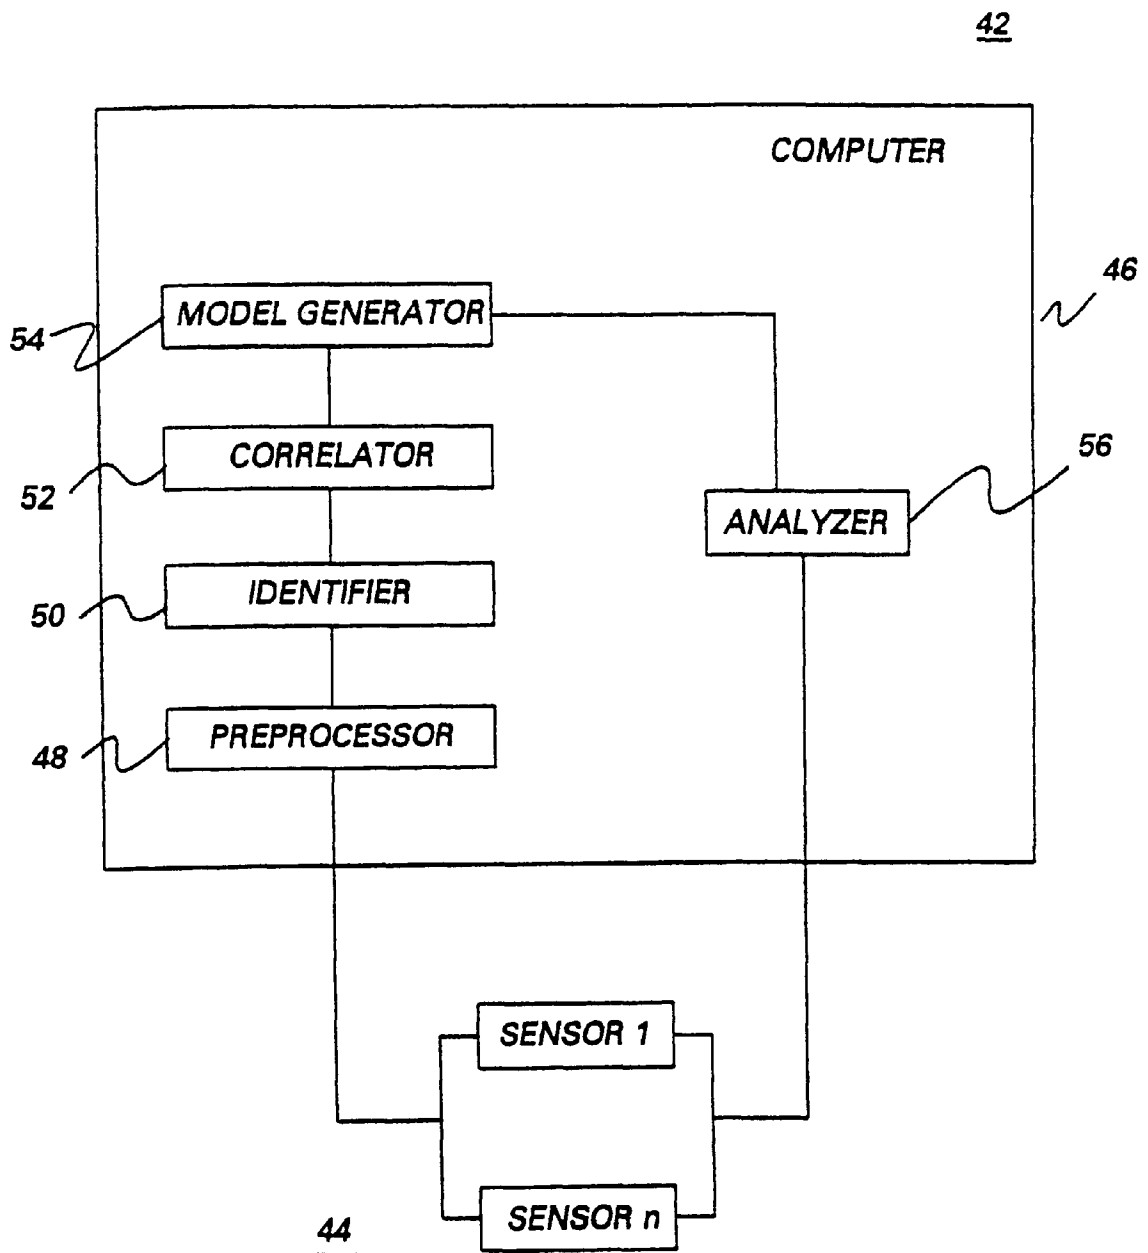 42
COMPUTER
46
MODEL GENERATOR
54
CORRELATOR
52
56
ANALYZER
IDENTIFIER
50
PREPROCESSOR
48
SENSOR 1
SENSOR n
44